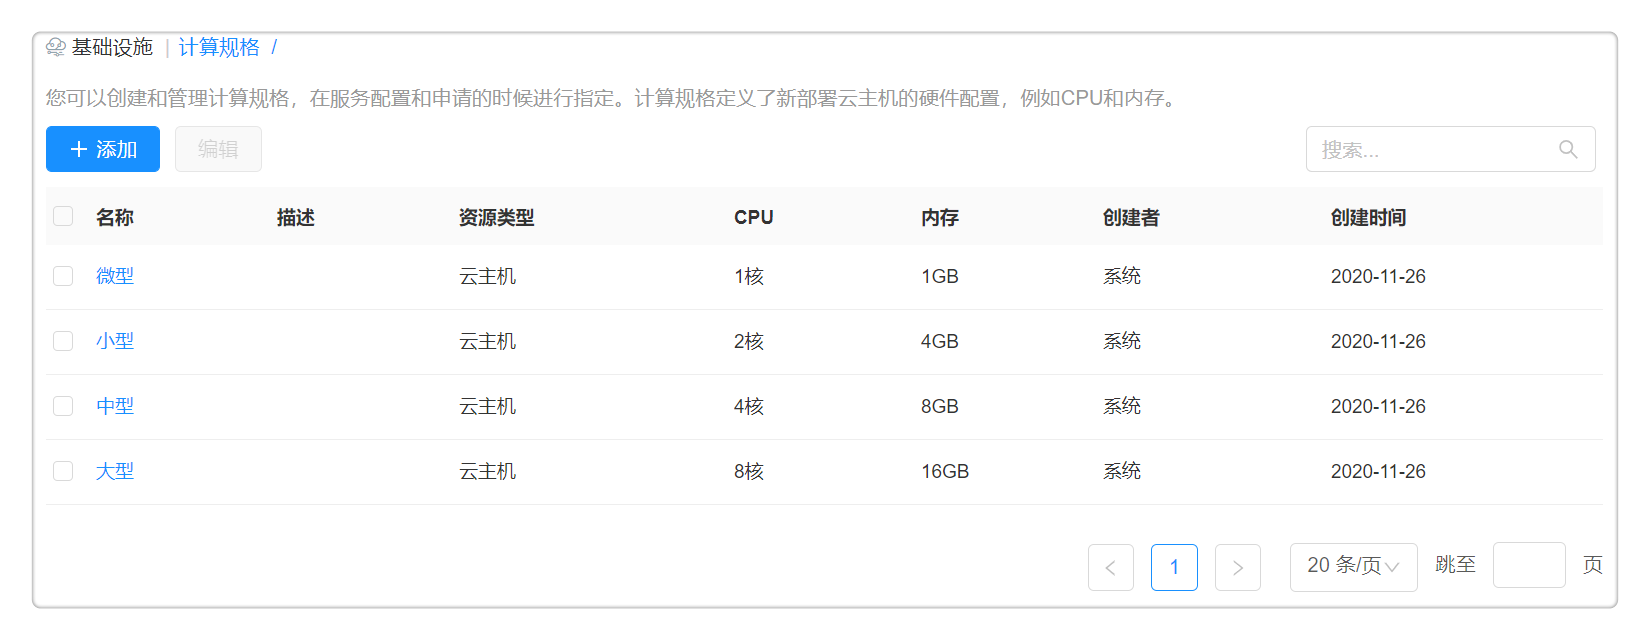 基础设施 | 计算规格 /
您可以创建和管理计算规格，在服务配置和申请的时候进行指定。计算规格定义了新部署云主机的硬件配置，例如CPU和内存。
+ 添加 编辑 搜索...
名称 描述 资源类型 CPU 内存 创建者 创建时间
微型 云主机 1核 1GB 系统 2020-11-26
小型 云主机 2核 4GB 系统 2020-11-26
中型 云主机 4核 8GB 系统 2020-11-26
大型 云主机 8核 16GB 系统 2020-11-26
< 1 > 20 条/页 跳至 页